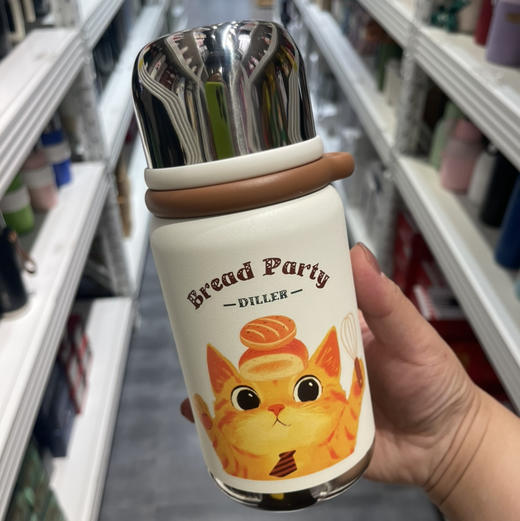 Bread Party
— DILLER —